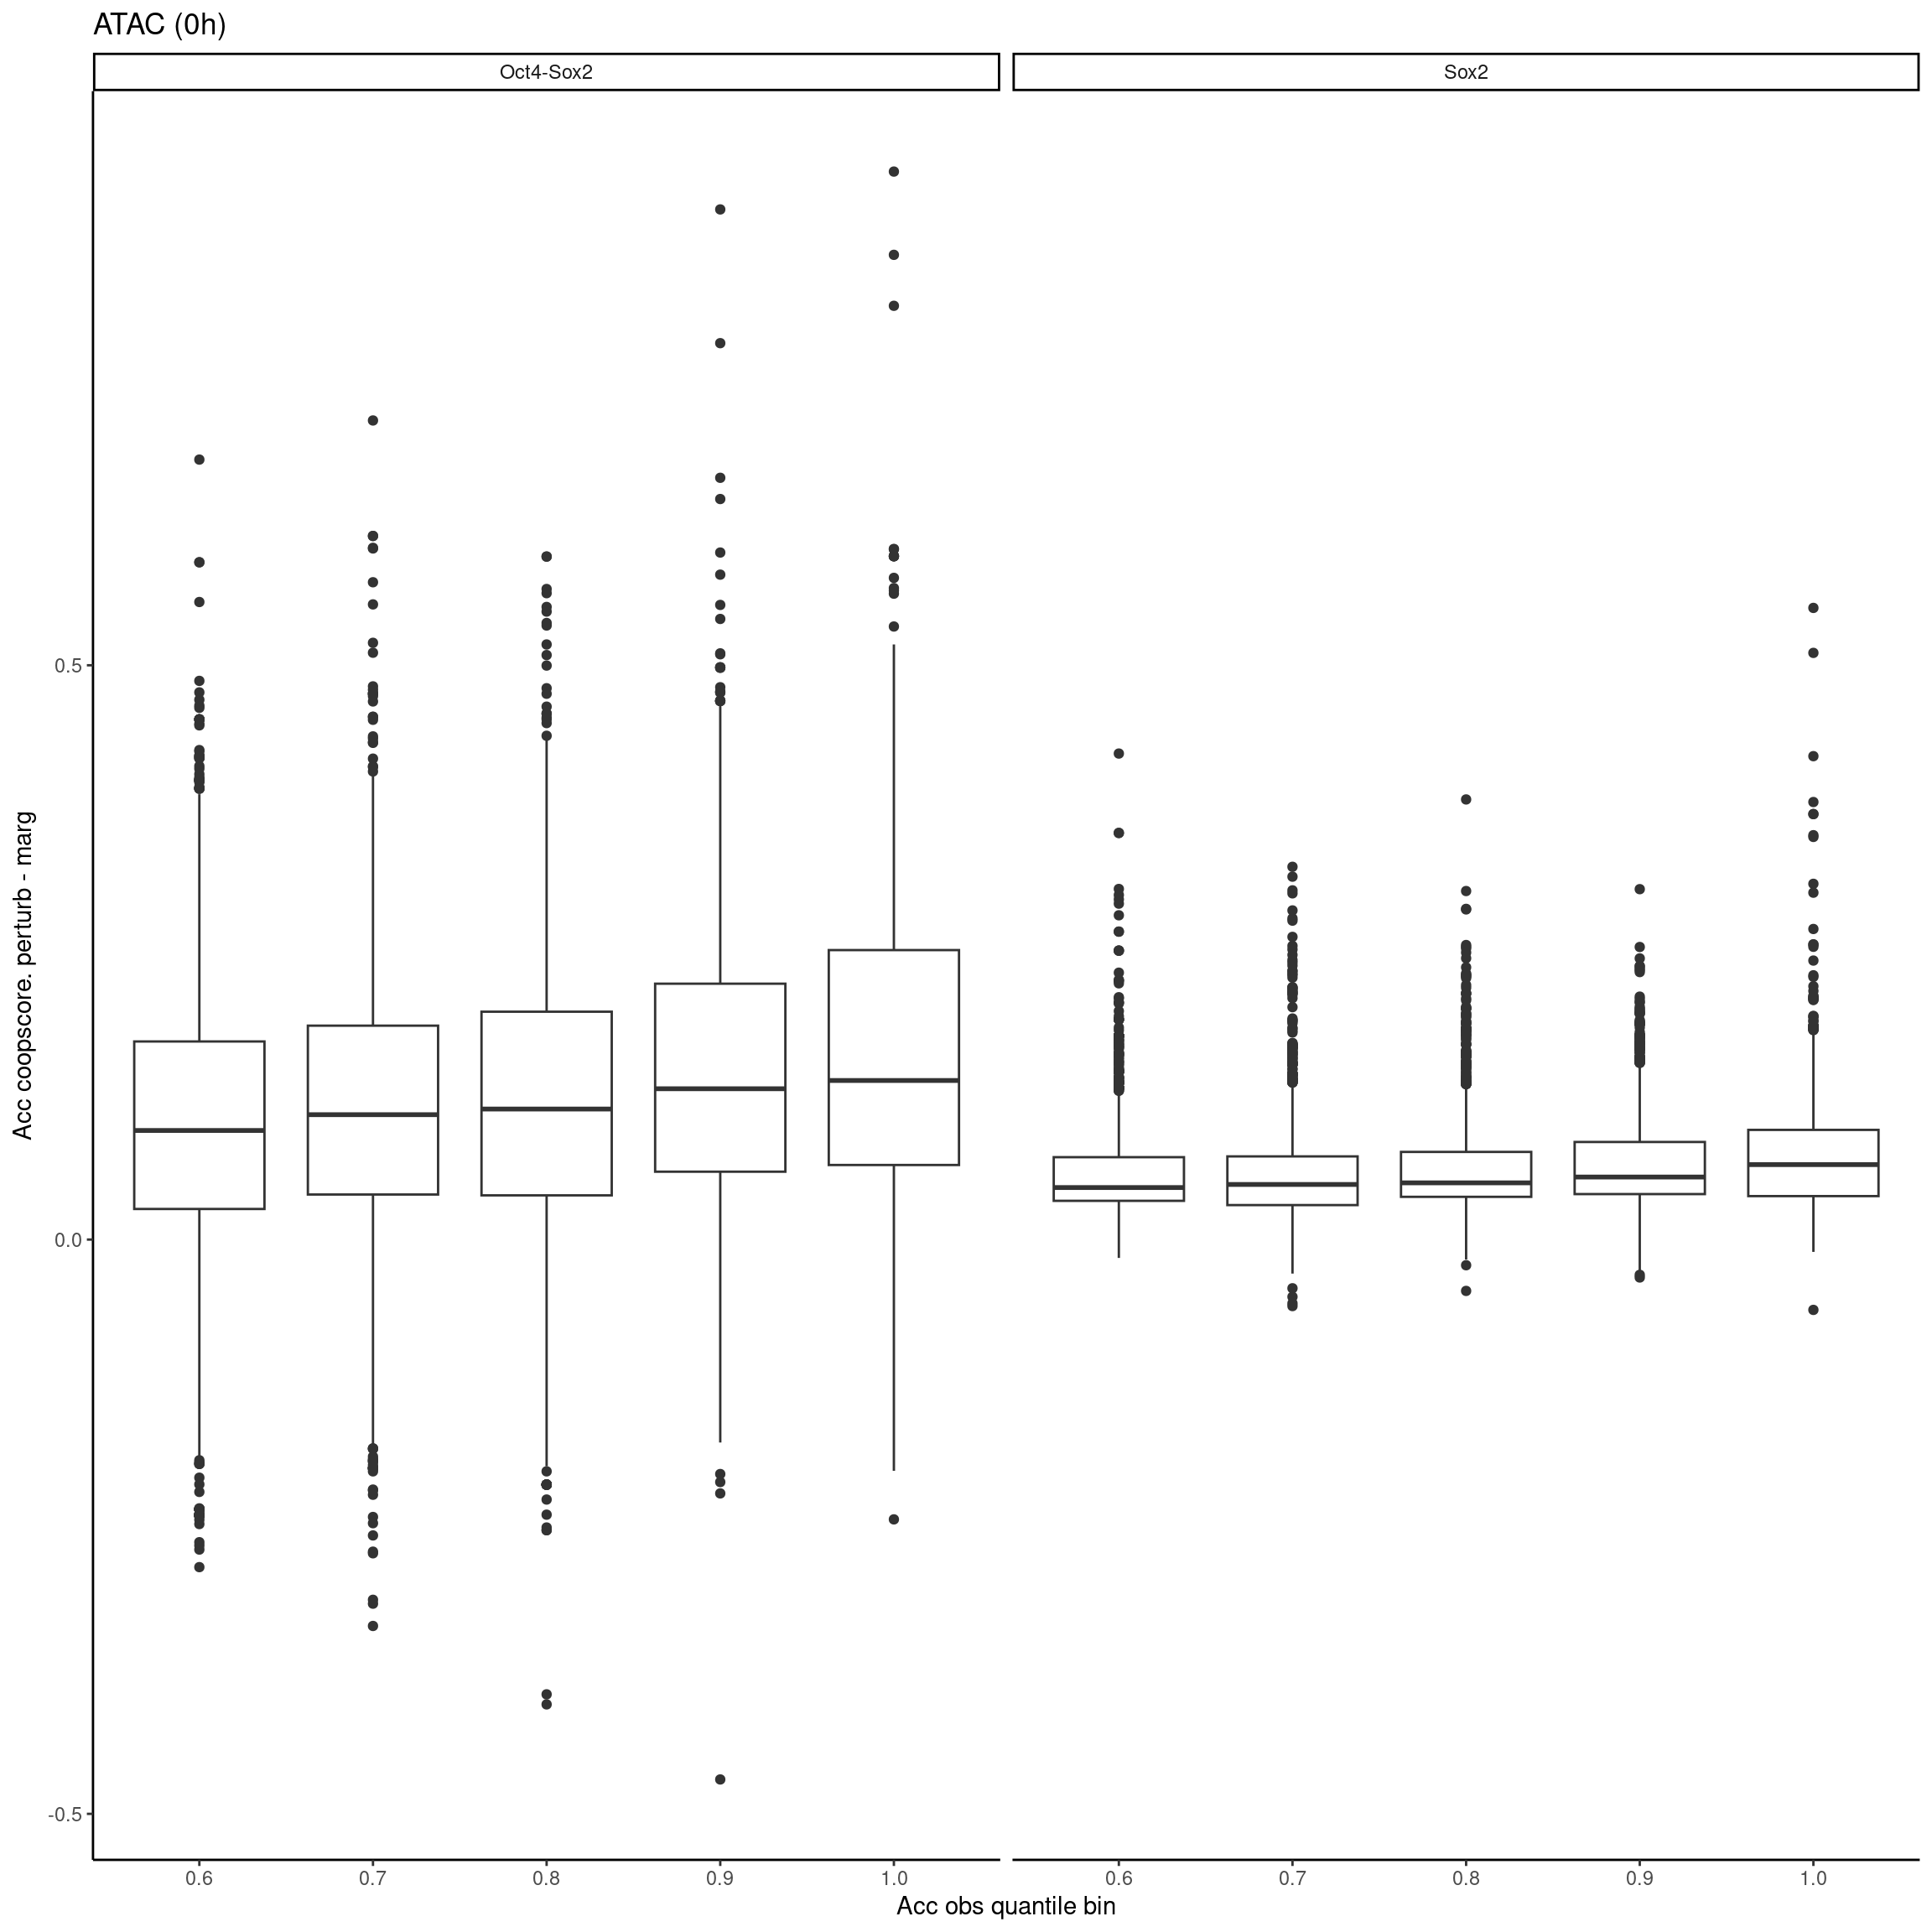 ATAC (0h)
Oct4-Sox2
Sox2
Acc coopscore. perturb - marg
0.5
0.0
-0.5
0.6 0.7 0.8 0.9 1.0
0.6 0.7 0.8 0.9 1.0
Acc obs quantile bin